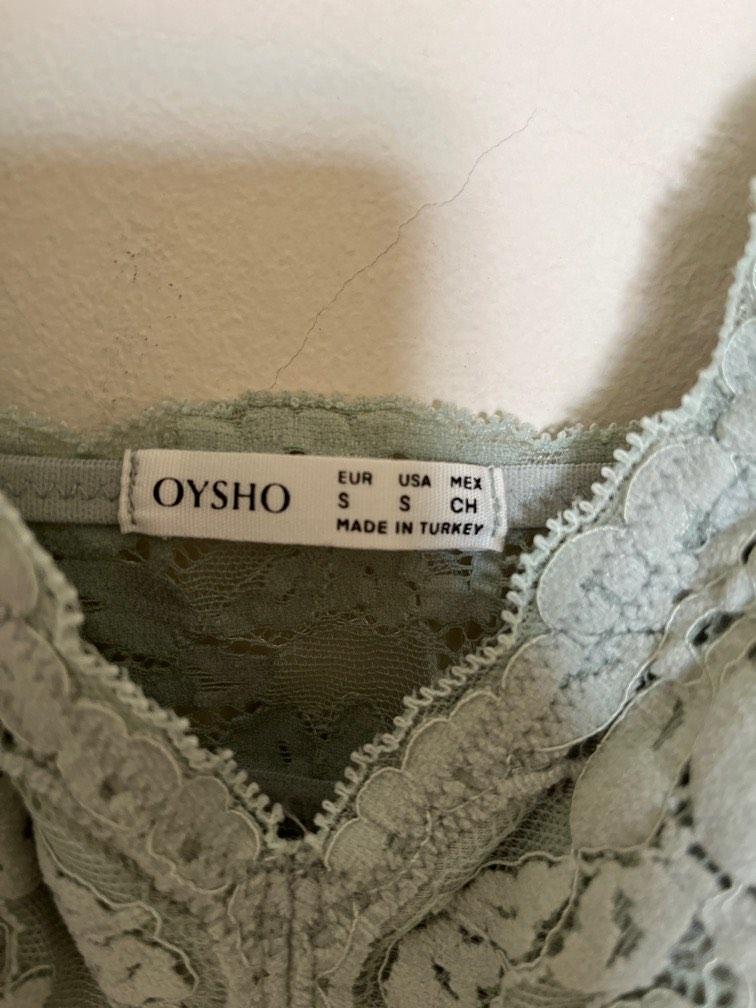 OYSHO
EUR USA MEX
S S CH
MADE IN TURKEY